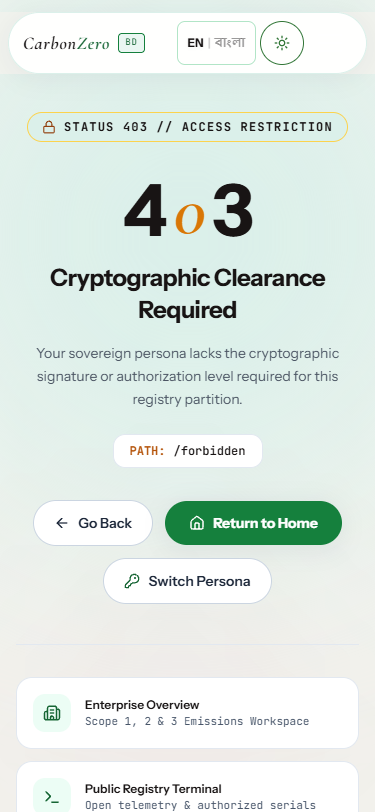 CarbonZero BD EN | বাংলা
STATUS 403 // ACCESS RESTRICTION
403
Cryptographic Clearance
Required
Your sovereign persona lacks the cryptographic
signature or authorization level required for this
registry partition.
PATH: /forbidden
Go Back Return to Home
Switch Persona
Enterprise Overview
Scope 1, 2 & 3 Emissions Workspace
Public Registry Terminal
Open telemetry & authorized serials